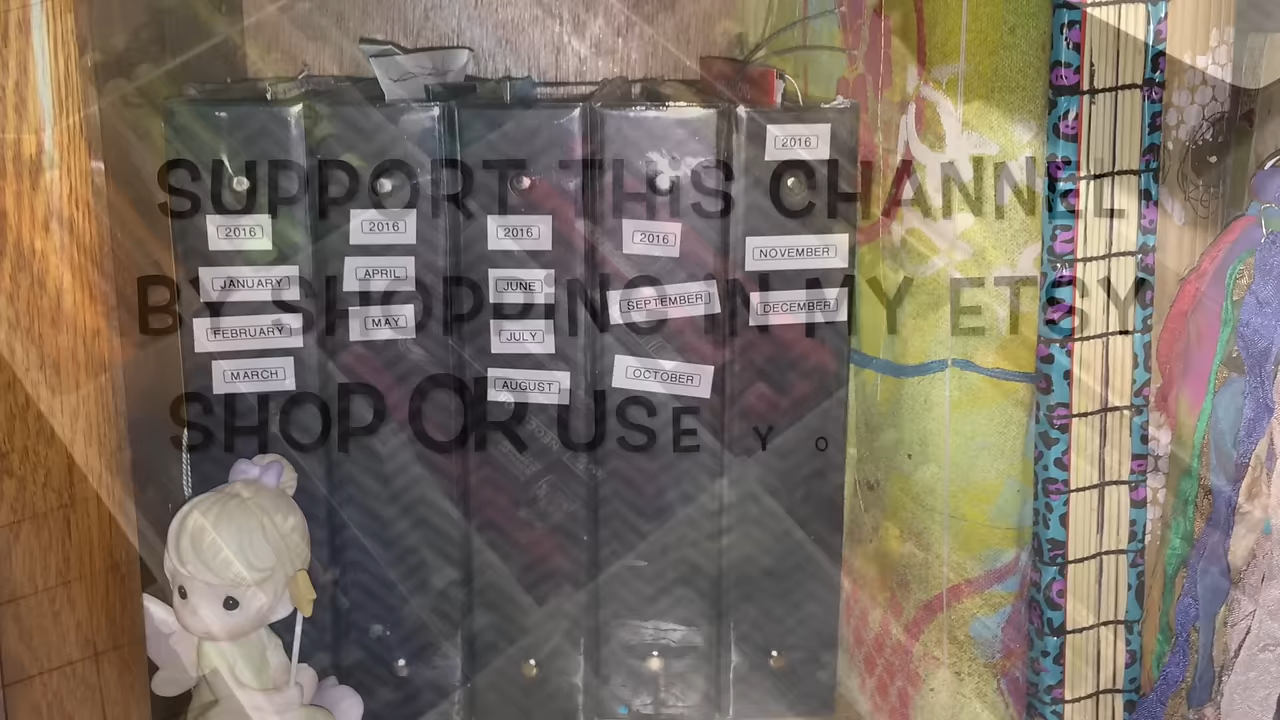 SUPPORT THIS CHANNEL
BY SHOPPING IN MY ETSY
SHOP OR USE Y O
2016
JANUARY
FEBRUARY
MARCH
2016
APRIL
MAY
2016
JUNE
JULY
AUGUST
2016
SEPTEMBER
OCTOBER
2016
NOVEMBER
DECEMBER